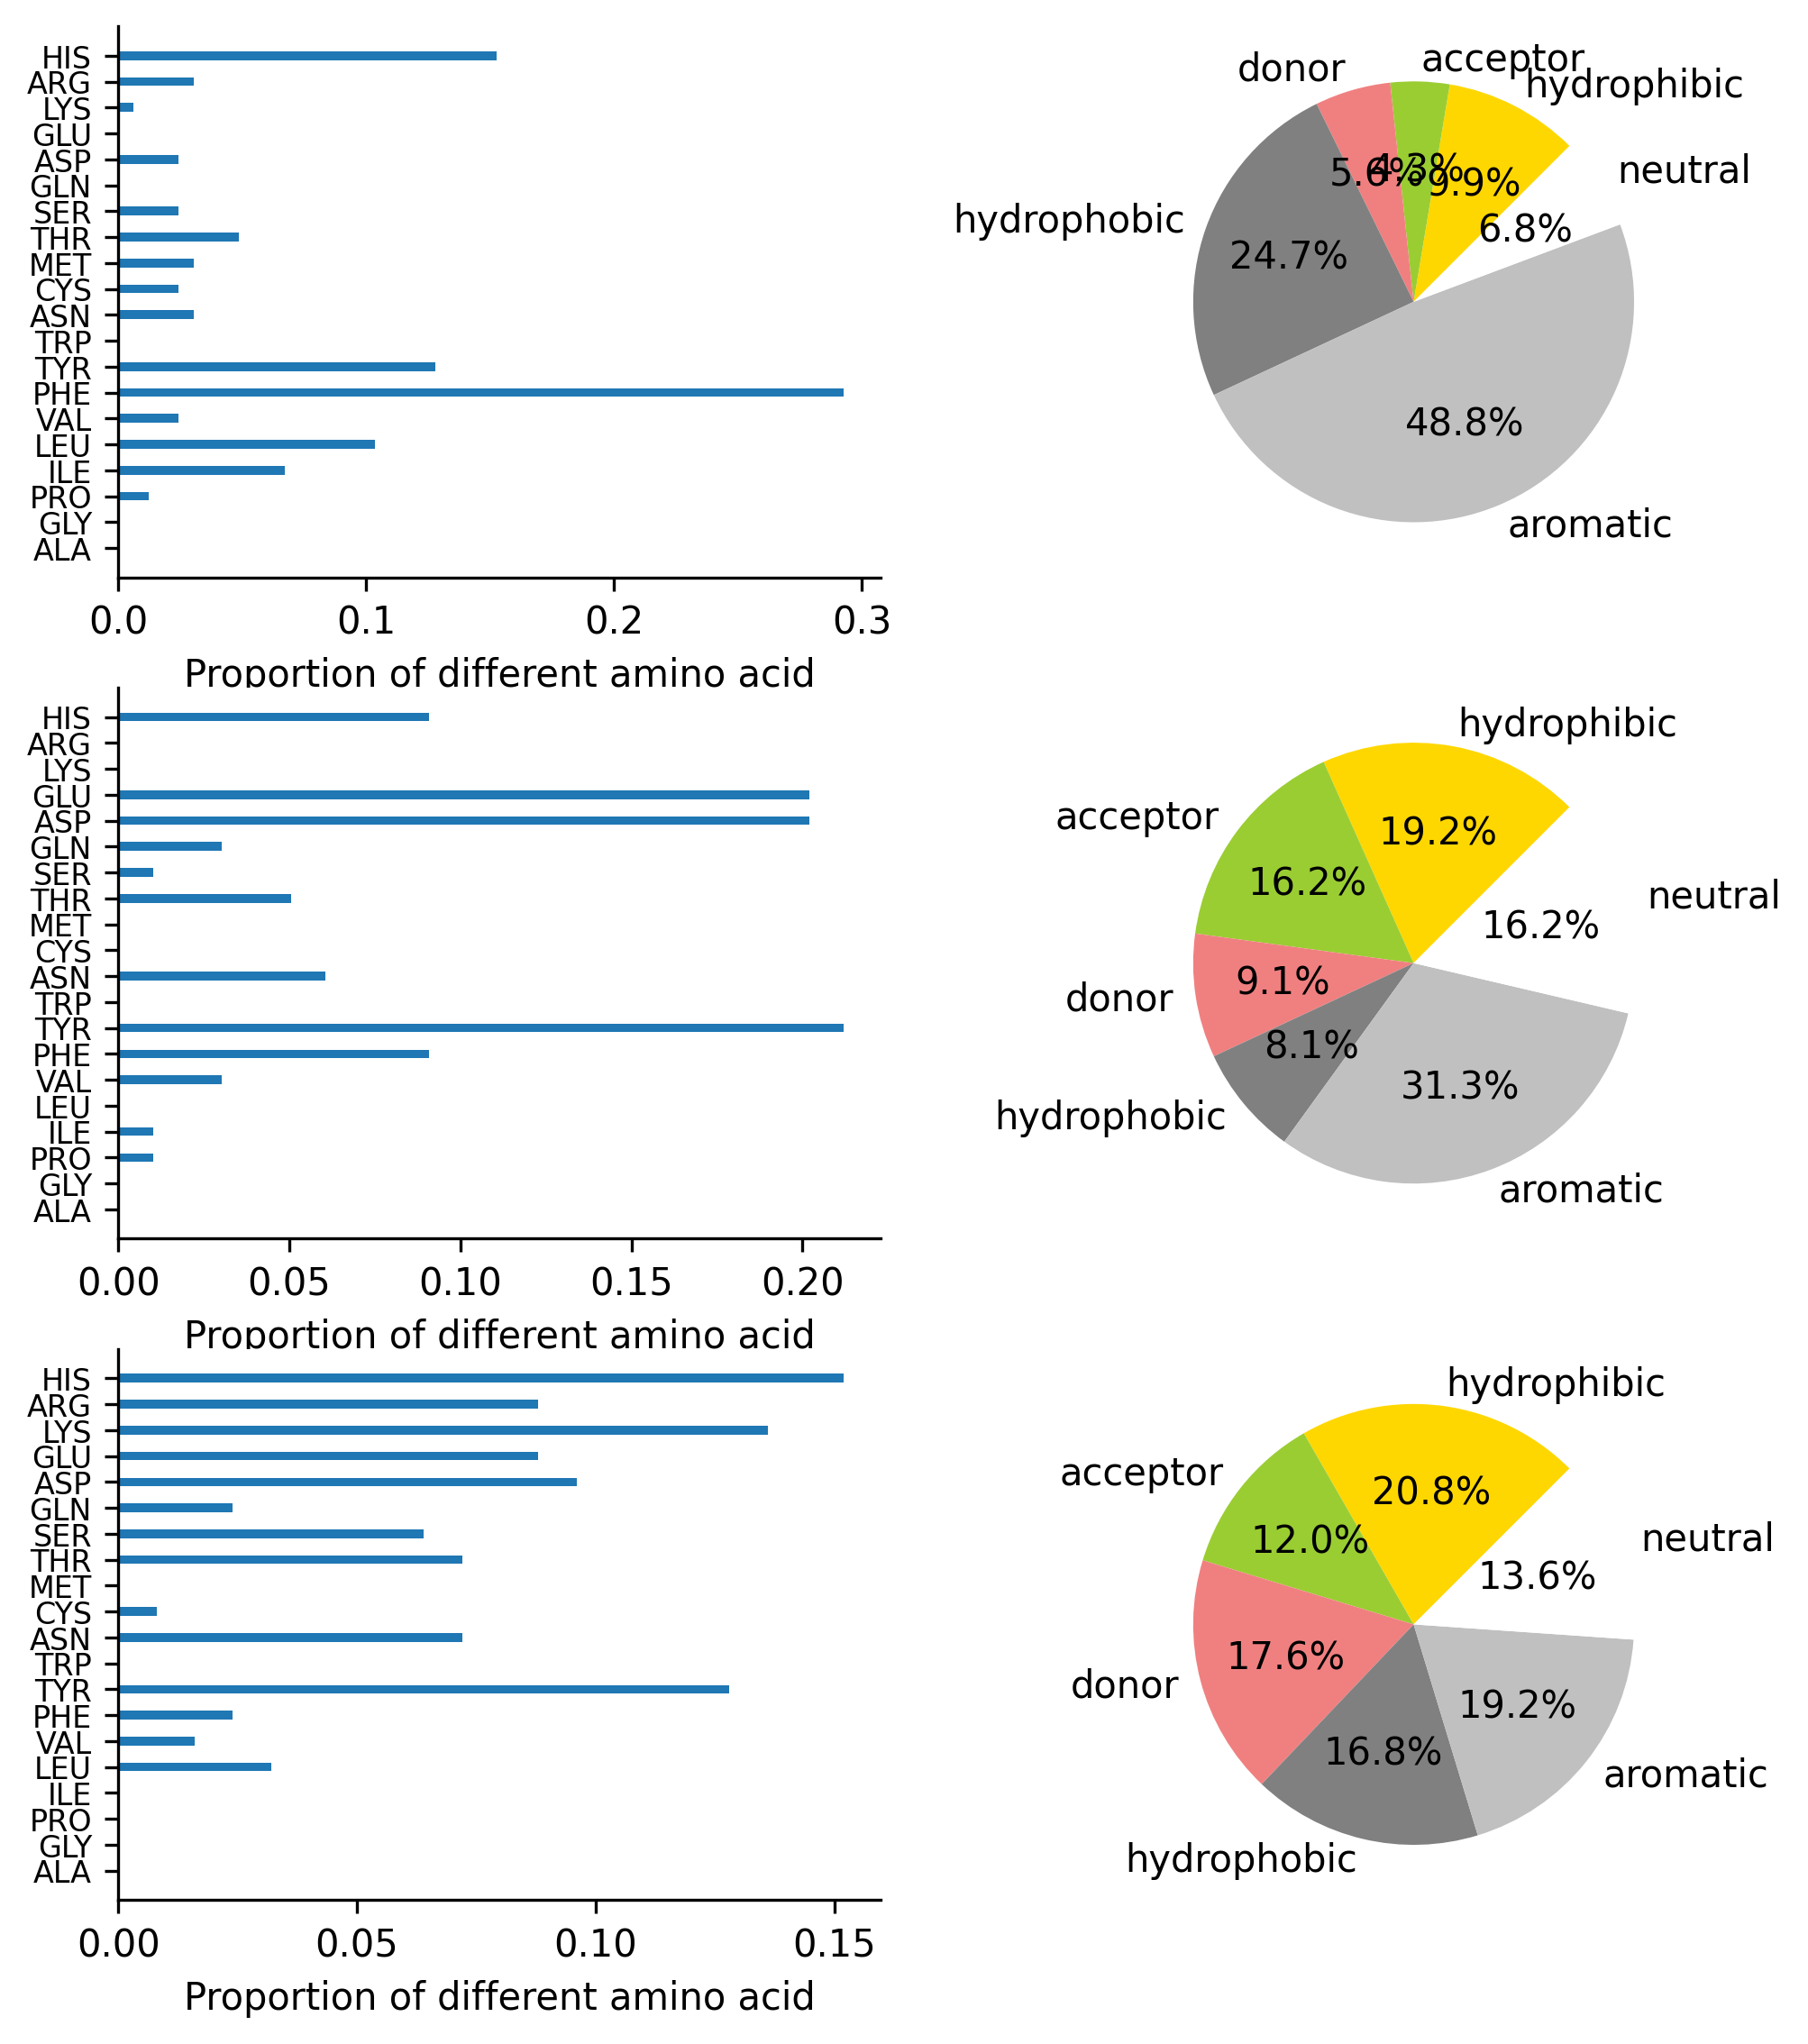 HIS
ARG
LYS
GLU
ASP
GLN
SER
THR
MET
CYS
ASN
TRP
TYR
PHE
VAL
LEU
ILE
PRO
GLY
ALA
0.0 0.1 0.2 0.3
Proportion of different amino acid
donor
acceptor
hydrophibic
neutral
hydrophobic
aromatic
5.6%
4.3%
9.9%
6.8%
24.7%
48.8%
HIS
ARG
LYS
GLU
ASP
GLN
SER
THR
MET
CYS
ASN
TRP
TYR
PHE
VAL
LEU
ILE
PRO
GLY
ALA
0.00 0.05 0.10 0.15 0.20
Proportion of different amino acid
hydrophibic
acceptor
neutral
donor
hydrophobic
aromatic
19.2%
16.2%
16.2%
9.1%
8.1%
31.3%
HIS
ARG
LYS
GLU
ASP
GLN
SER
THR
MET
CYS
ASN
TRP
TYR
PHE
VAL
LEU
ILE
PRO
GLY
ALA
0.00 0.05 0.10 0.15
Proportion of different amino acid
hydrophibic
acceptor
neutral
donor
aromatic
hydrophobic
20.8%
12.0%
13.6%
17.6%
19.2%
16.8%